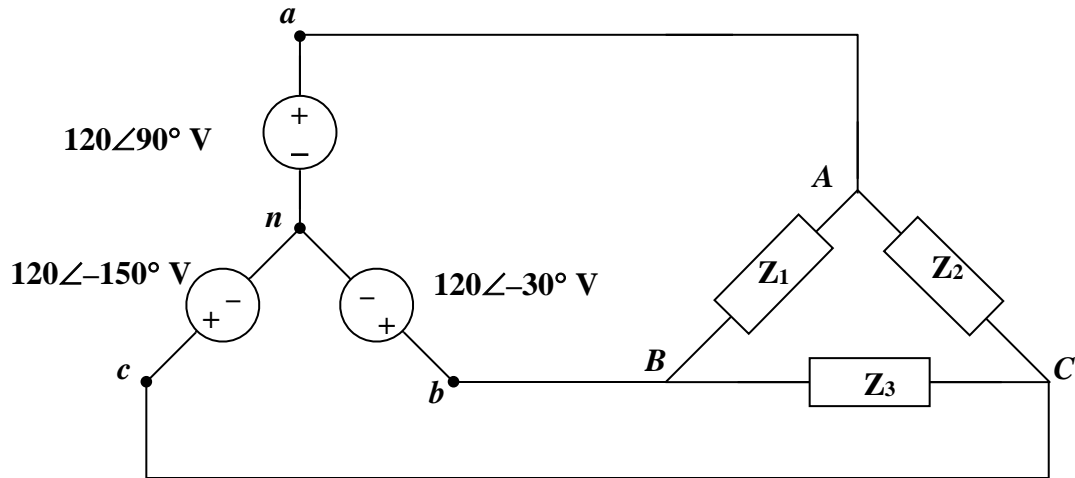 a
+
120∠90° V
–
A
n
120∠–150° V
–
+
–
+
120∠–30° V
Z1
Z2
c
b
B
C
Z3